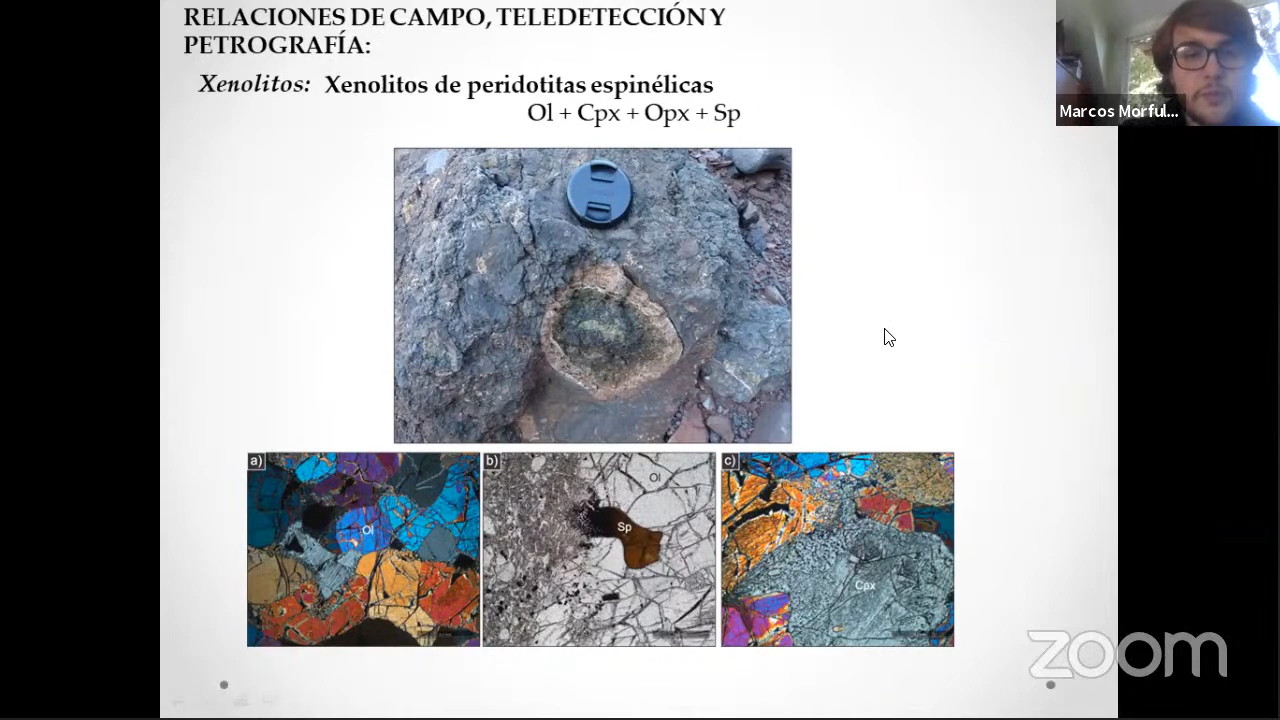 RELACIONES DE CAMPO, TELEDETECCIÓN Y
PETROGRAFÍA:
Xenolitos: Xenolitos de peridotitas espinélicas
Ol + Cpx + Opx + Sp
Marcos Morful...
a)
Ol
b)
Ol
Sp
c)
Cpx
zoom